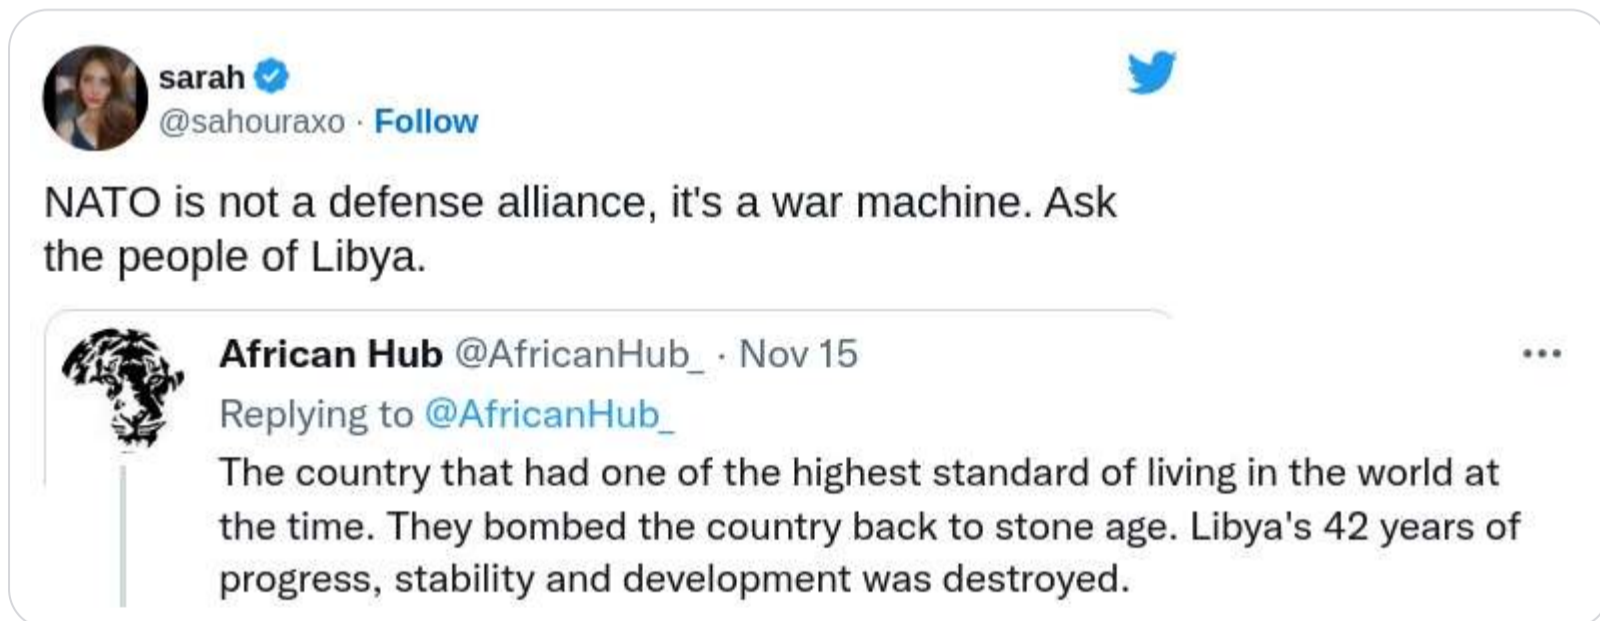 sarah
@sahouraxo · Follow
NATO is not a defense alliance, it's a war machine. Ask
the people of Libya.
African Hub @AfricanHub_ · Nov 15
Replying to @AfricanHub_
The country that had one of the highest standard of living in the world at
the time. They bombed the country back to stone age. Libya's 42 years of
progress, stability and development was destroyed.